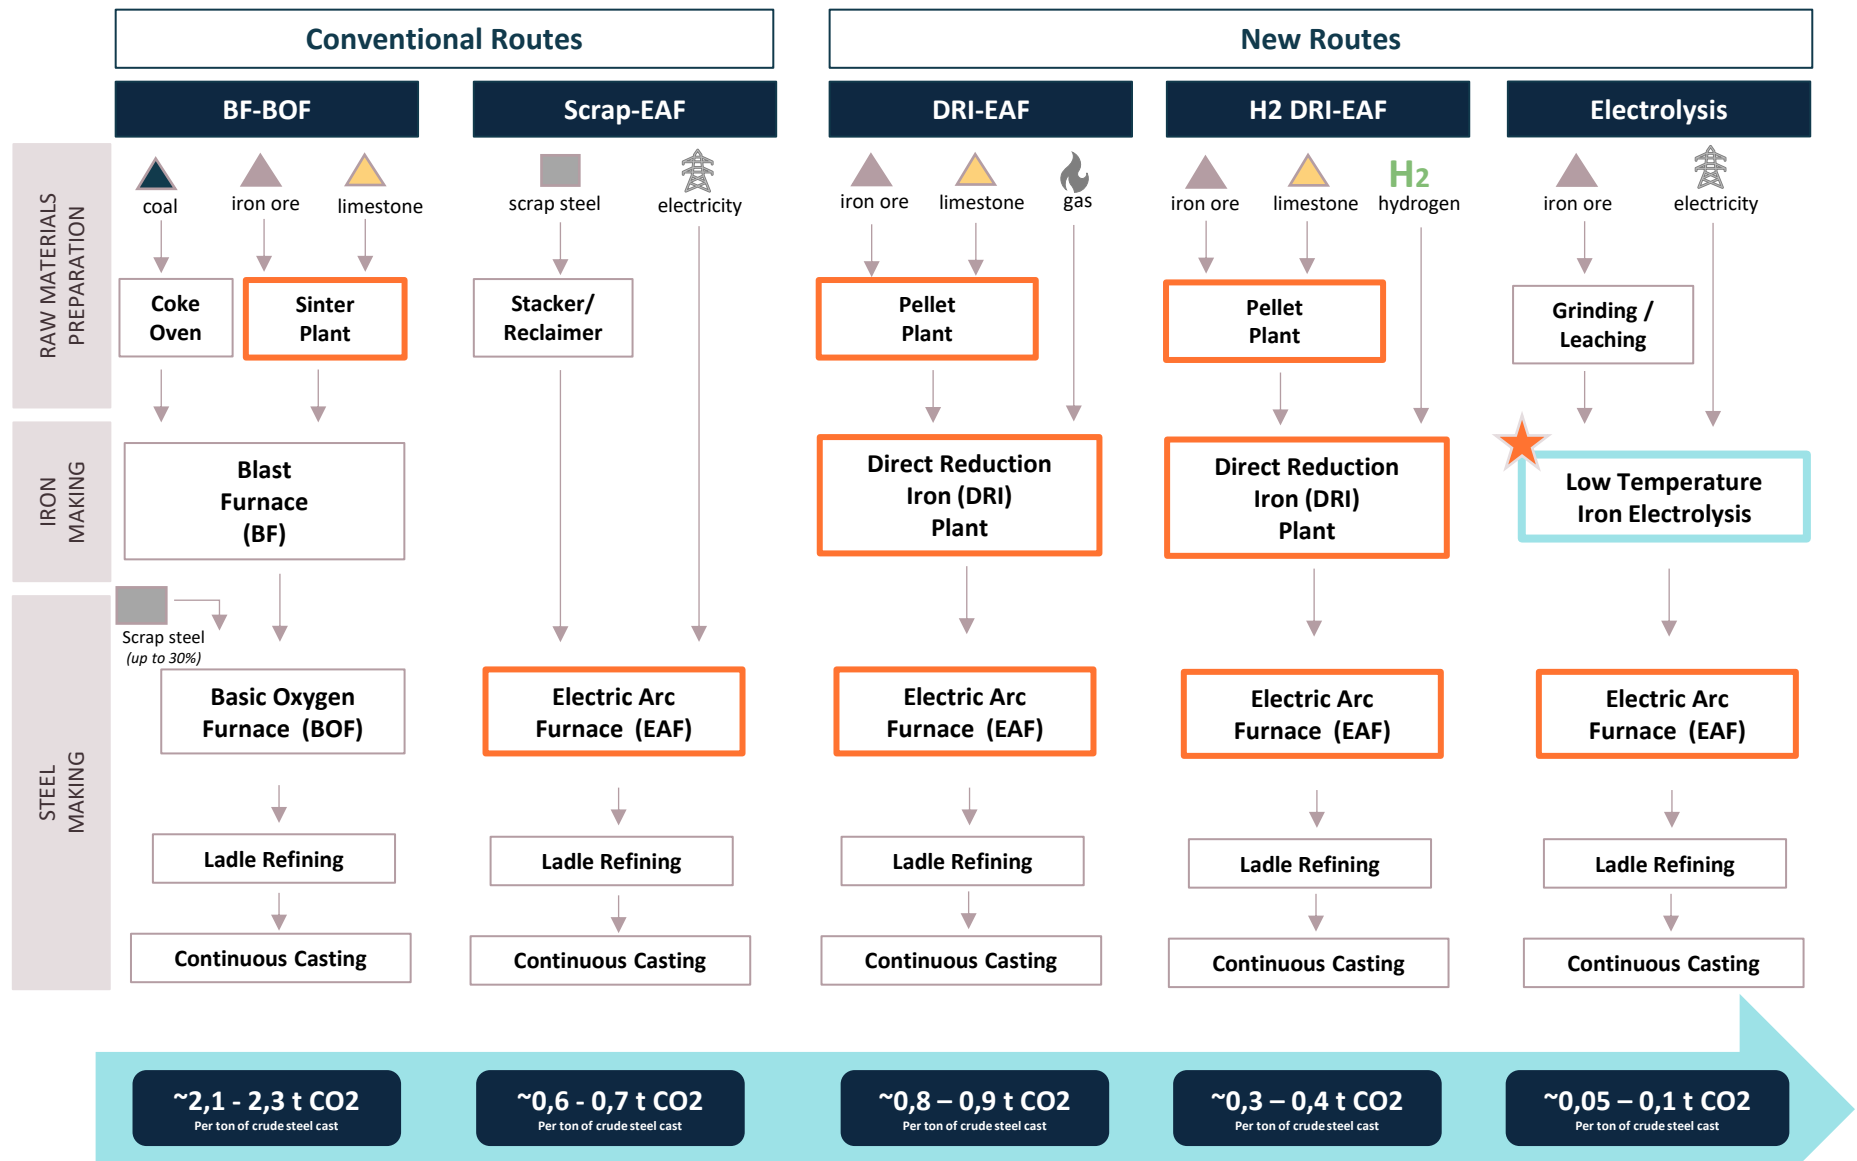 Conventional Routes
New Routes
BF-BOF
Scrap-EAF
DRI-EAF
H2 DRI-EAF
Electrolysis
RAW MATERIALS
PREPARATION
coal
iron ore
limestone
scrap steel
electricity
iron ore
limestone
gas
iron ore
limestone
H2
hydrogen
iron ore
electricity
Coke
Oven
Sinter
Plant
Stacker/
Reclaimer
Pellet
Plant
Pellet
Plant
Grinding /
Leaching
IRON
MAKING
Blast
Furnace
(BF)
Direct Reduction
Iron (DRI)
Plant
Direct Reduction
Iron (DRI)
Plant
Low Temperature
Iron Electrolysis
STEEL
MAKING
Scrap steel
(up to 30%)
Basic Oxygen
Furnace (BOF)
Electric Arc
Furnace (EAF)
Electric Arc
Furnace (EAF)
Electric Arc
Furnace (EAF)
Electric Arc
Furnace (EAF)
Ladle Refining
Ladle Refining
Ladle Refining
Ladle Refining
Ladle Refining
Continuous Casting
Continuous Casting
Continuous Casting
Continuous Casting
Continuous Casting
~2,1 - 2,3 t CO2
Per ton of crude steel cast
~0,6 - 0,7 t CO2
Per ton of crude steel cast
~0,8 – 0,9 t CO2
Per ton of crude steel cast
~0,3 – 0,4 t CO2
Per ton of crude steel cast
~0,05 – 0,1 t CO2
Per ton of crude steel cast